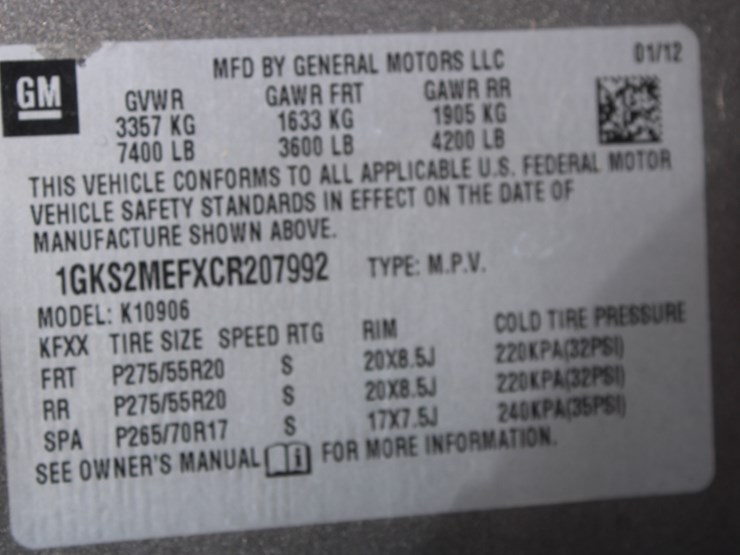 GM
MFD BY GENERAL MOTORS LLC 01/12
GVWR GAWR FRT GAWR RR
3357 KG 1633 KG 1905 KG
7400 LB 3600 LB 4200 LB
THIS VEHICLE CONFORMS TO ALL APPLICABLE U.S. FEDERAL MOTOR
VEHICLE SAFETY STANDARDS IN EFFECT ON THE DATE OF
MANUFACTURE SHOWN ABOVE.
1GKS2MEFXCR207992 TYPE: M.P.V.
MODEL: K10906
KFXX TIRE SIZE SPEED RTG RIM COLD TIRE PRESSURE
FRT P275/55R20 S 20X8.5J 220KPA(32PSI)
RR P275/55R20 S 20X8.5J 220KPA(32PSI)
SPA P265/70R17 S 17X7.5J 240KPA(35PSI)
SEE OWNER'S MANUAL i FOR MORE INFORMATION.